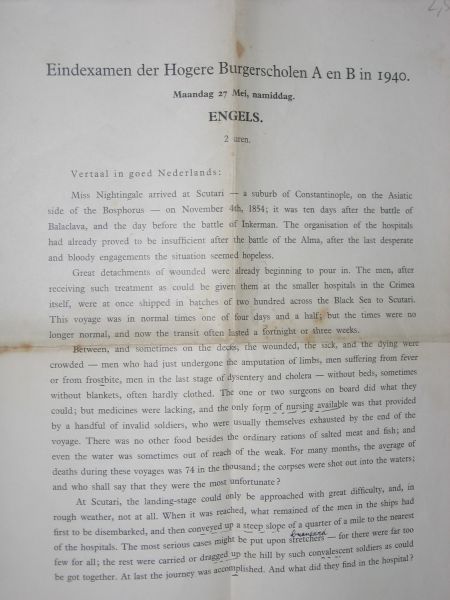 Eindexamen der Hogere Burgerscholen A en B in 1940.
Maandag 27 Mei, namiddag.
ENGELS.
2 uren.
Vertaal in goed Nederlands:
Miss Nightingale arrived at Scutari — a suburb of Constantinople, on the Asiatic
side of the Bosphorus — on November 4th, 1854; it was ten days after the battle of
Balaclava, and the day before the battle of Inkerman. The organisation of the hospitals
had already proved to be insufficient after the battle of the Alma, after the last desperate
and bloody engagements the situation seemed hopeless.
Great detachments of wounded were already beginning to pour in. The men, after
receiving such treatment as could be given them at the smaller hospitals in the Crimea
itself, were at once shipped in batches of two hundred across the Black Sea to Scutari.
This voyage was in normal times one of four days and a half; but the times were no
longer normal, and now the transit often lasted a fortnight or three weeks.
Between, and sometimes on the decks, the wounded, the sick, and the dying were
crowded — men who had just undergone the amputation of limbs, men suffering from fever
or from frostbite, men in the last stage of dysentery and cholera — without beds, sometimes
without blankets, often hardly clothed. The one or two surgeons on board did what they
could; but medicines were lacking, and the only form of nursing available was that provided
by a handful of invalid soldiers, who were usually themselves exhausted by the end of the
voyage. There was no other food besides the ordinary rations of salted meat and fish; and
even the water was sometimes out of reach of the weak. For many months, the average of
deaths during these voyages was 74 in the thousand; the corpses were shot out into the waters;
and who shall say that they were the most unfortunate?
At Scutari, the landing-stage could only be approached with great difficulty, and, in
rough weather, not at all. When it was reached, what remained of the men in the ships had
first to be disembarked, and then conveyed up a steep slope of a quarter of a mile to the nearest
of the hospitals. The most serious cases might be put upon stretchers — for there were far too
few for all; the rest were carried or dragged up the hill by such convalescent soldiers as could
be got together. At last the journey was accomplished. And what did they find in the hospital?